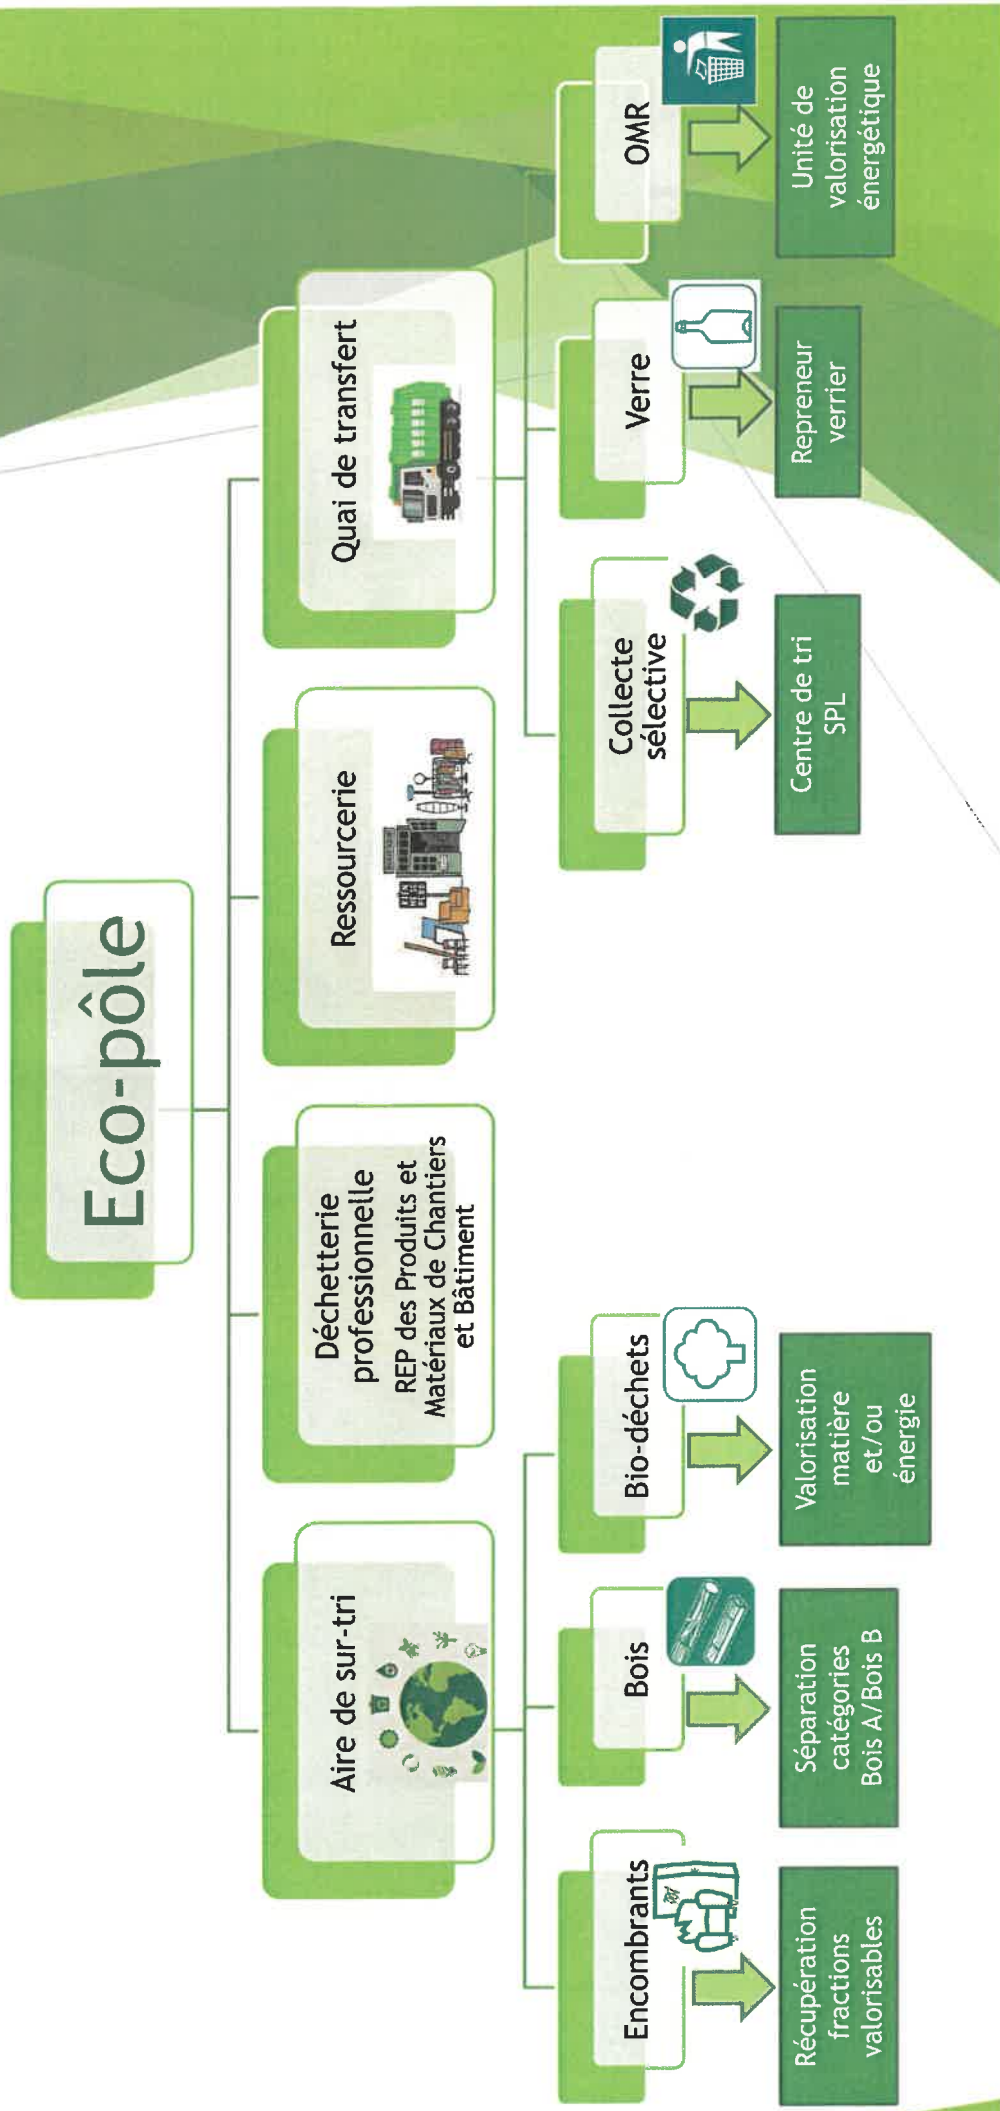 Eco-pôle
Aire de sur-tri
Déchetterie
professionnelle
REP des Produits et
Matériaux de Chantiers
et Bâtiment
Ressourcerie
Quai de transfert
Encombrants
Bois
Bio-déchets
Collecte
sélective
Verre
OMR
Récupération
fractions
valorisables
Séparation
catégories
Bois A/Bois B
Valorisation
matière
et/ou
énergie
Centre de tri
SPL
Repreneur
verrier
Unité de
valorisation
énergétique